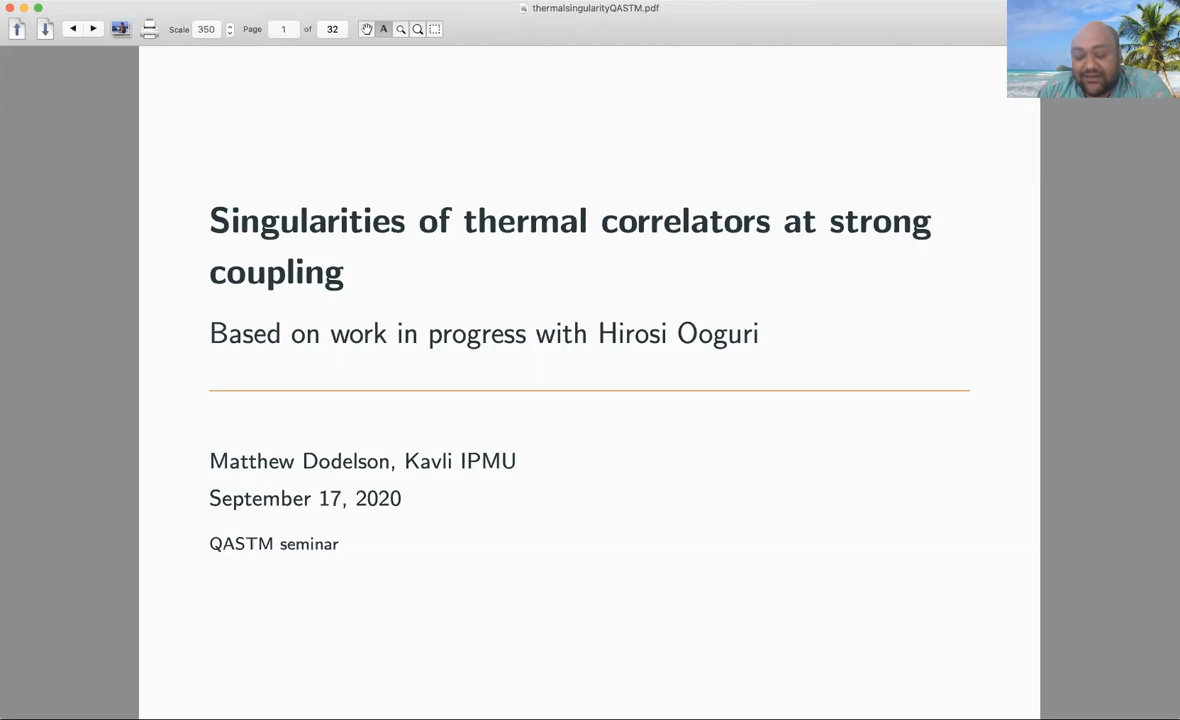 thermalsingularityQASTM.pdf
Scale 350 Page 1 of 32 A
Singularities of thermal correlators at strong
coupling
Based on work in progress with Hirosi Ooguri
Matthew Dodelson, Kavli IPMU
September 17, 2020
QASTM seminar